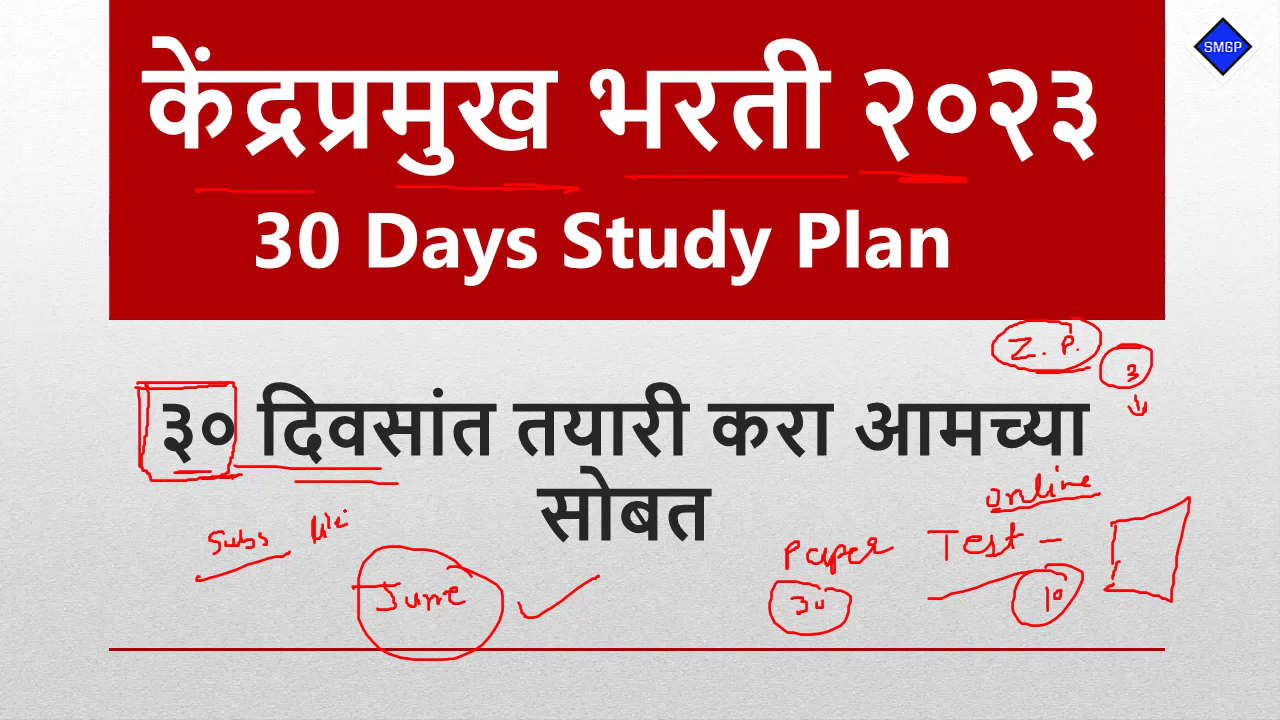 SMGP
केंद्रप्रमुख भरती २०२३
30 Days Study Plan
Z. P.
3
३० दिवसांत तयारी करा आमच्या
सोबत
online
Subs
Paper Test -
June
30
10